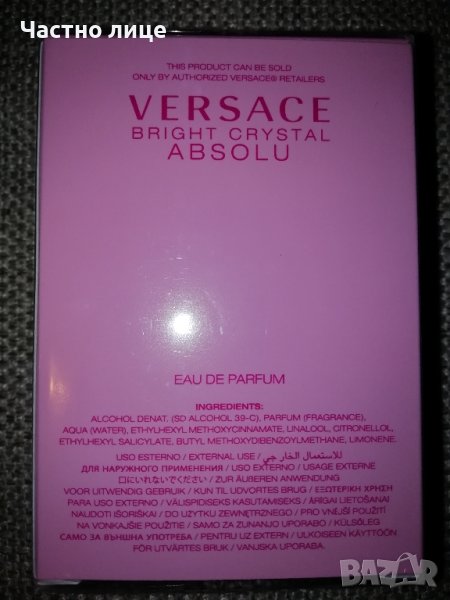 Частно лице
THIS PRODUCT CAN BE SOLD
ONLY BY AUTHORIZED VERSACE® RETAILERS
VERSACE
BRIGHT CRYSTAL
ABSOLU
EAU DE PARFUM
INGREDIENTS:
ALCOHOL DENAT. (SD ALCOHOL 39-C), PARFUM (FRAGRANCE),
AQUA (WATER), ETHYLHEXYL METHOXYCINNAMATE, LINALOOL, CITRONELLOL,
ETHYLHEXYL SALICYLATE, BUTYL METHOXYDIBENZOYLMETHANE, LIMONENE.
USO ESTERNO / EXTERNAL USE / للاستعمال الخارجي
ДЛЯ НАРУЖНОГО ПРИМЕНЕНИЯ / USO EXTERNO / USAGE EXTERNE
口にいれないでください / ZUR ÄUBEREN ANWENDUNG
VOOR UITWENDIG GEBRUIK / KUN TIL UDVORTES BRUG / ΕΞΩΤΕΡΙΚΗ ΧΡΗΣΗ
PARA USO EXTERNO / VÄLISPIDISEKS KASUTAMISEKS / ĀRĪGAI LIETOŠANAI
NAUDOTI IŠORIŠKAI / DO UŻYTKU ZEWNĘTRZNEGO / PRO VNĚJŠÍ POUŽITÍ
NA VONKAJŠIE POUŽITIE / SAMO ZA ZUNANJO UPORABO / KÜLSŐLEG
САМО ЗА ВЪНШНА УПОТРЕБА / PENTRU UZ EXTERN / ULKOISEEN KÄYTTÖÖN
FÖR UTVÄRTES BRUK / VANJSKA UPORABA.
BAZAR